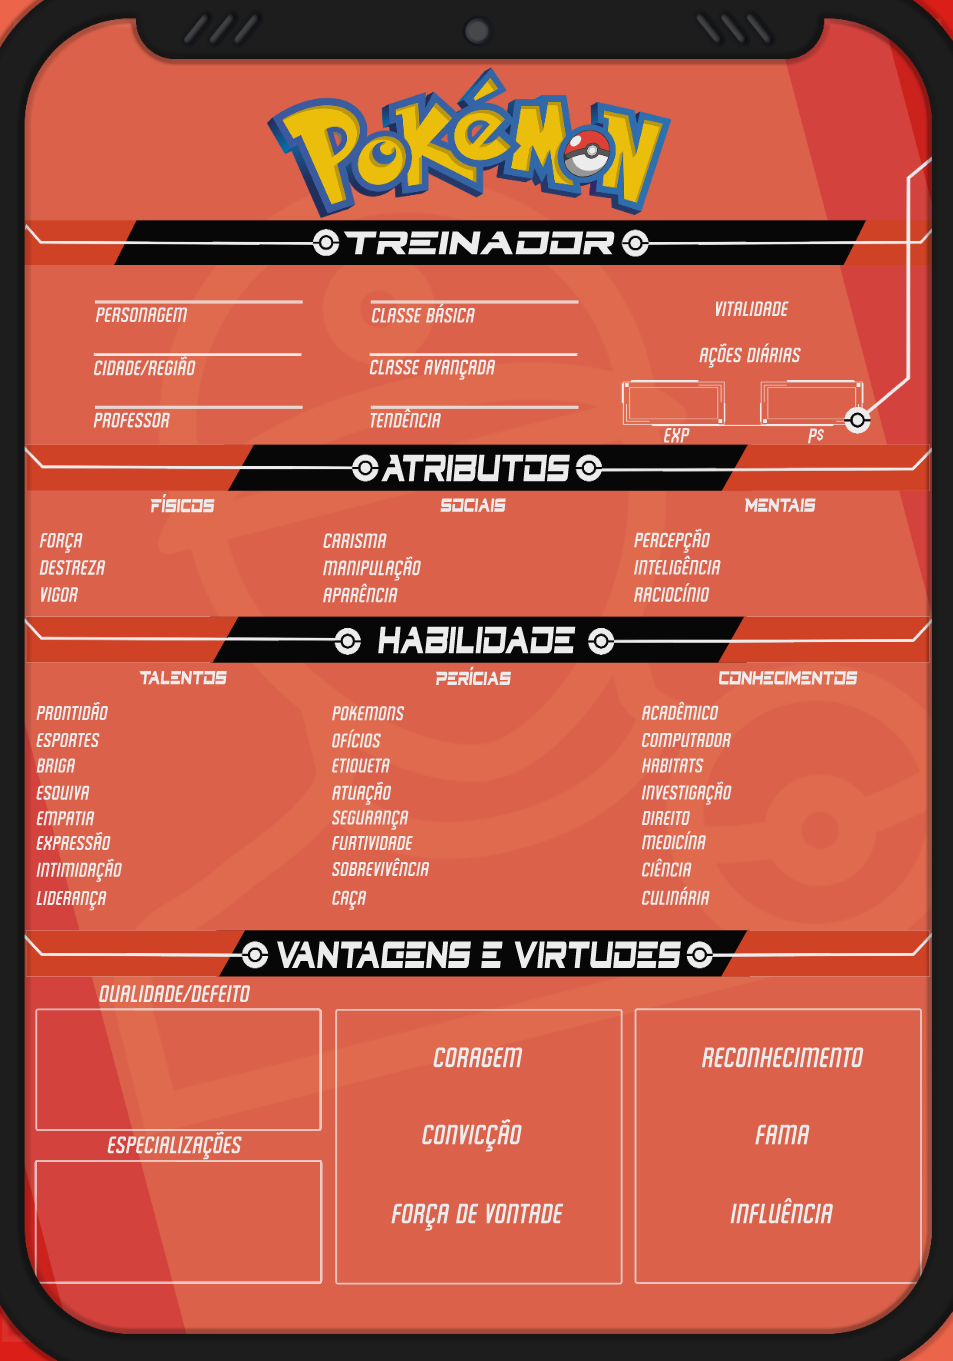 POKéMON
TREINADOR
PERSONAGEM
CLASSE BÁSICA
VITALIDADE
CIDADE/REGIÃO
CLASSE AVANÇADA
AÇÕES DIÁRIAS
PROFESSOR
TENDÊNCIA
EXP
P$
ATRIBUTOS
FÍSICOS
SOCIAIS
MENTAIS
FORÇA
CARISMA
PERCEPÇÃO
DESTREZA
MANIPULAÇÃO
INTELIGÊNCIA
VIGOR
APARÊNCIA
RACIOCÍNIO
HABILIDADE
TALENTOS
PERÍCIAS
CONHECIMENTOS
PRONTIDÃO
POKEMONS
ACADÊMICO
ESPORTES
OFÍCIOS
COMPUTADOR
BRIGA
ETIQUETA
HABITATS
ESQUIVA
ATUAÇÃO
INVESTIGAÇÃO
EMPATIA
SEGURANÇA
DIREITO
EXPRESSÃO
FURTIVIDADE
MEDICÍNA
INTIMIDAÇÃO
SOBREVIVÊNCIA
CIÊNCIA
LIDERANÇA
CAÇA
CULINÁRIA
VANTAGENS E VIRTUDES
QUALIDADE/DEFEITO
CORAGEM
RECONHECIMENTO
CONVICÇÃO
FAMA
ESPECIALIZAÇÕES
FORÇA DE VONTADE
INFLUÊNCIA